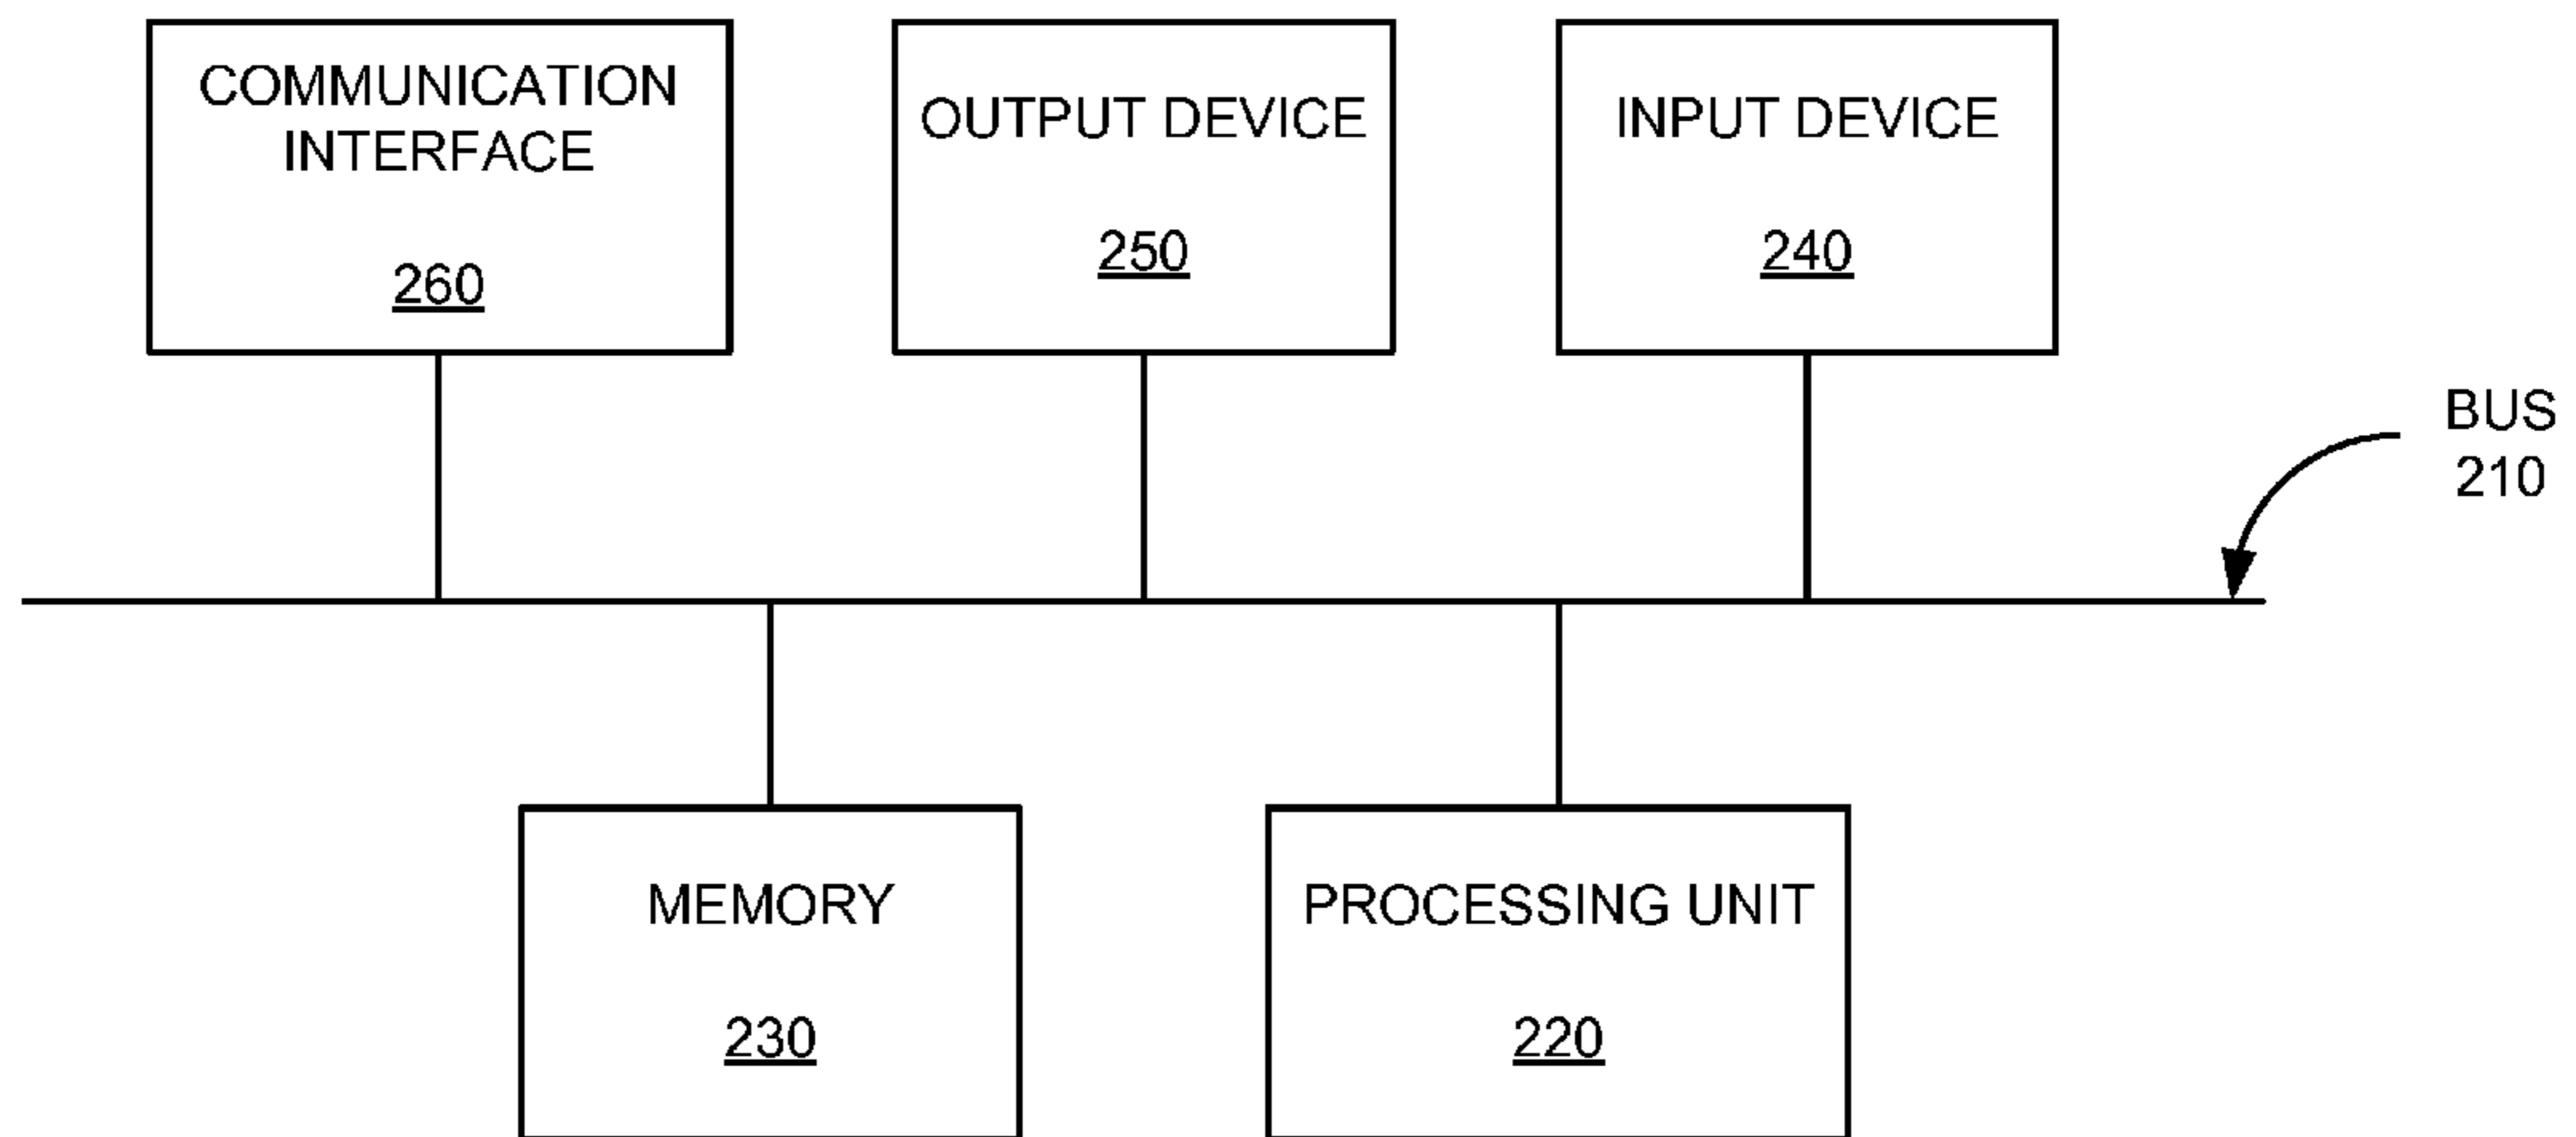 COMMUNICATION
INTERFACE
260
OUTPUT DEVICE
250
INPUT DEVICE
240
BUS
210
MEMORY
230
PROCESSING UNIT
220